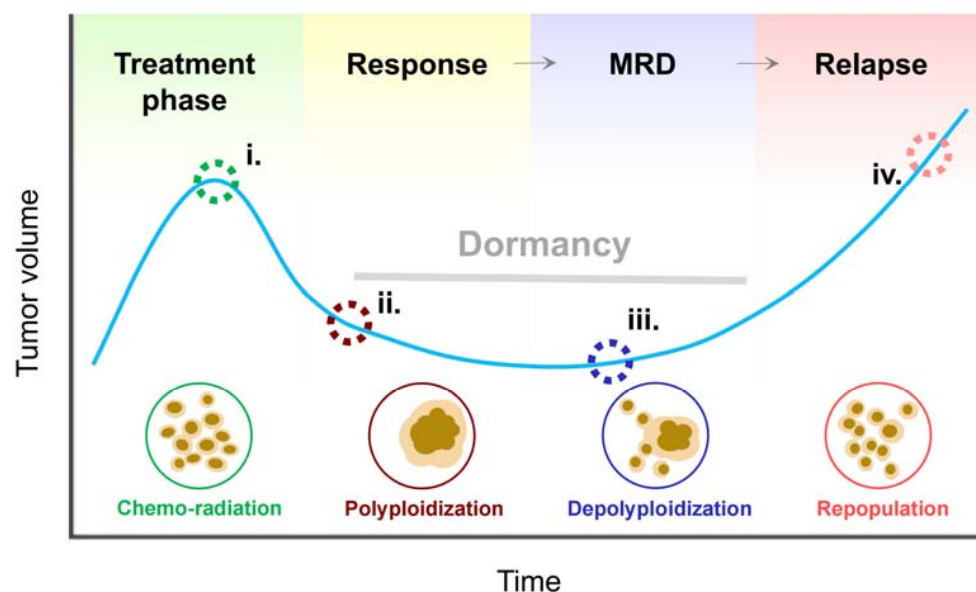 Treatment
phase
Response
MRD
Relapse
i.
iv.
Dormancy
ii.
iii.
Tumor volume
Chemo-radiation
Polyploidization
Depolyploidization
Repopulation
Time